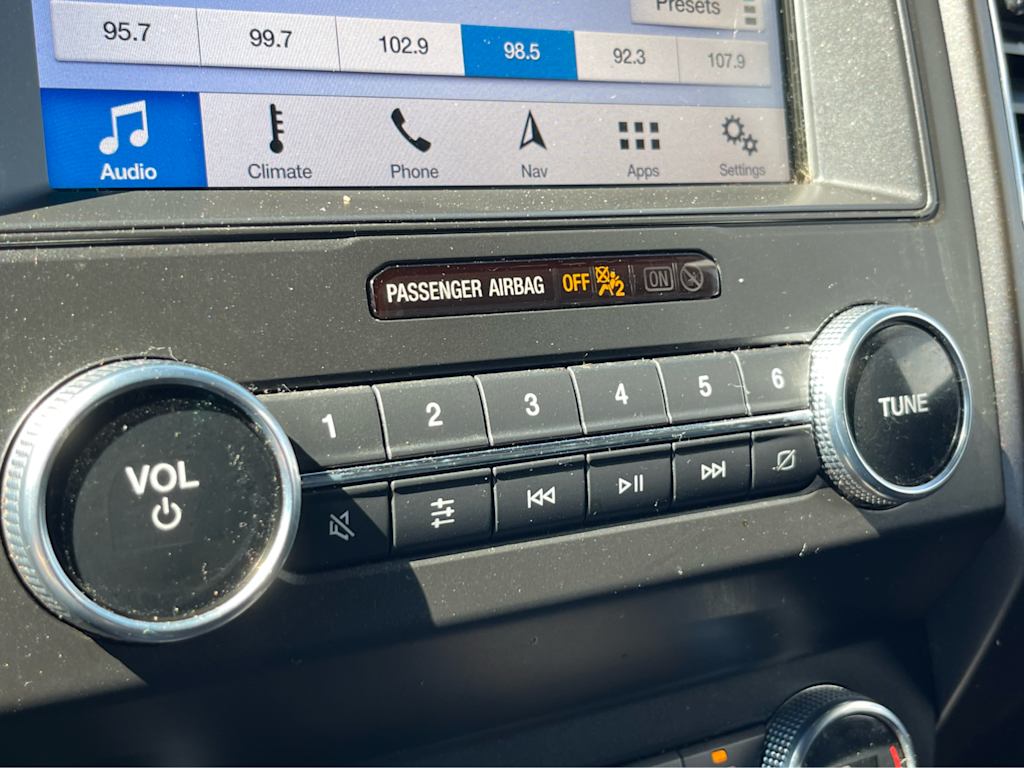 Presets
95.7 99.7 102.9 98.5 92.3 107.9
Audio Climate Phone Nav Apps Settings
PASSENGER AIRBAG OFF 2 ON
1 2 3 4 5 6
VOL
TUNE